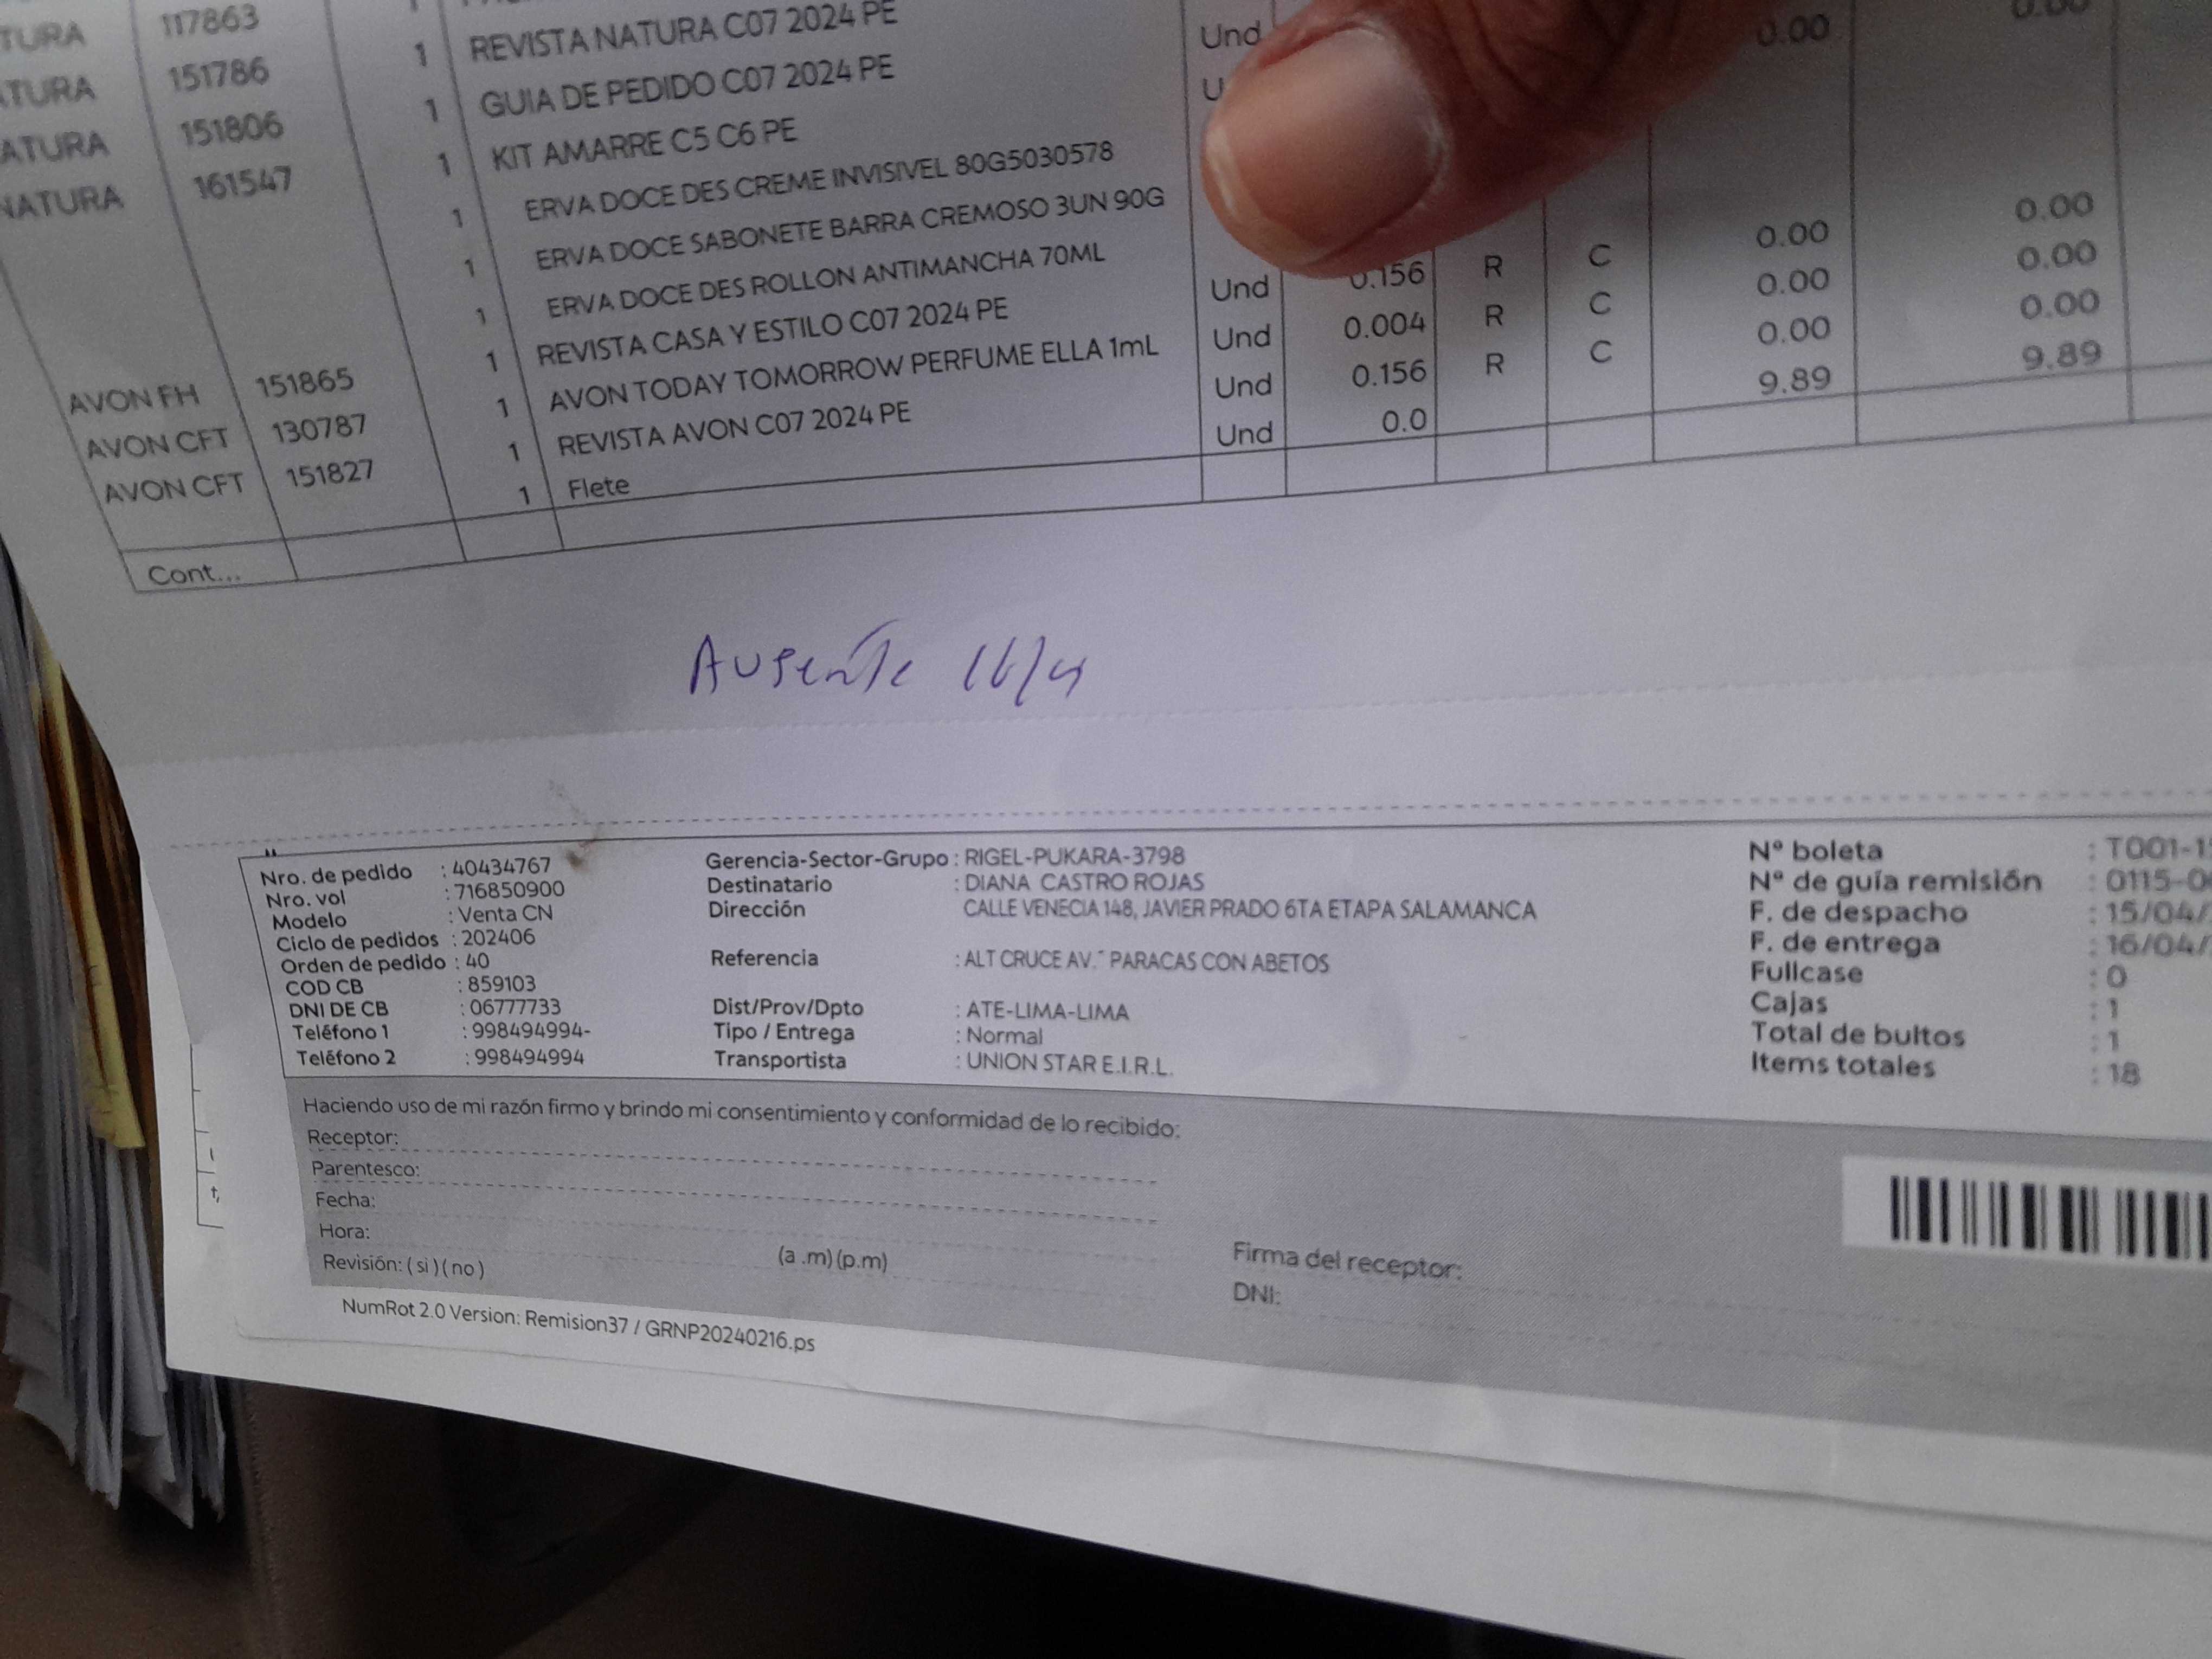 TURA 117863
1 REVISTA NATURA C07 2024 PE Und 0.00 0.00
ATURA 151786 1 GUIA DE PEDIDO C07 2024 PE
ATURA 151806 1 KIT AMARRE C5 C6 PE
NATURA 161547 1 ERVA DOCE DES CREME INVISIVEL 80G5030578
1 ERVA DOCE SABONETE BARRA CREMOSO 3UN 90G
1 ERVA DOCE DES ROLLON ANTIMANCHA 70ML
AVON FH 151865 1 REVISTA CASA Y ESTILO C07 2024 PE Und 0.156 R C 0.00 0.00
AVON CFT 130787 1 AVON TODAY TOMORROW PERFUME ELLA 1mL Und 0.004 R C 0.00 0.00
AVON CFT 151827 1 REVISTA AVON C07 2024 PE Und 0.156 R C 0.00 0.00
1 Flete Und 0.0 9.89 9.89
Cont...
Ausente 16/4
Nro. de pedido : 40434767 Gerencia-Sector-Grupo : RIGEL-PUKARA-3798 N° boleta : T001-1
Nro. vol : 716850900 Destinatario : DIANA CASTRO ROJAS N° de guía remisión : 0115-0
Modelo : Venta CN Dirección CALLE VENECIA 148, JAVIER PRADO 6TA ETAPA SALAMANCA F. de despacho : 15/04/
Ciclo de pedidos : 202406 F. de entrega : 16/04/
Orden de pedido : 40 Referencia : ALT CRUCE AV.¨ PARACAS CON ABETOS Fullcase : 0
COD CB : 859103 Cajas : 1
DNI DE CB : 06777733 Dist/Prov/Dpto : ATE-LIMA-LIMA Total de bultos : 1
Teléfono 1 : 998494994- Tipo / Entrega : Normal Items totales : 18
Teléfono 2 : 998494994 Transportista : UNION STAR E.I.R.L.
Haciendo uso de mi razón firmo y brindo mi consentimiento y conformidad de lo recibido:
Receptor:
Parentesco:
Fecha:
Hora: (a .m) (p.m) Firma del receptor:
Revisión: ( si ) ( no ) DNI:
NumRot 2.0 Version: Remision37 / GRNP20240216.ps